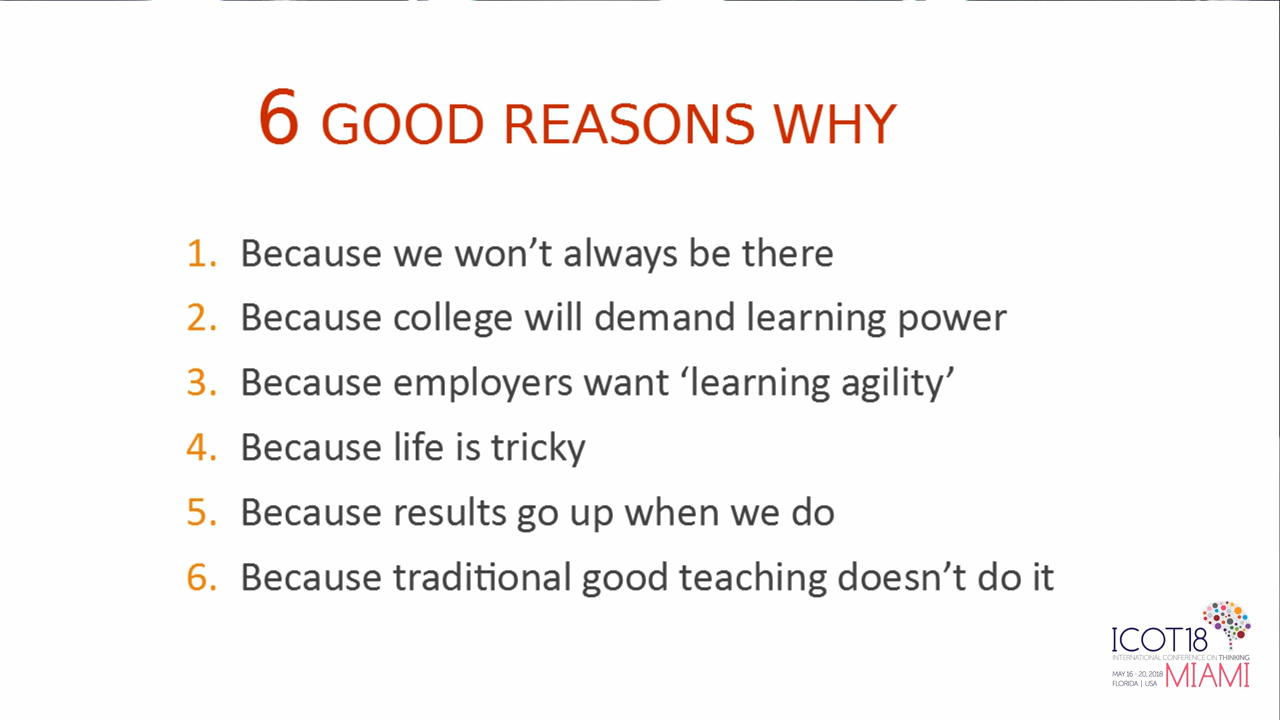 6 GOOD REASONS WHY
1. Because we won’t always be there
2. Because college will demand learning power
3. Because employers want ‘learning agility’
4. Because life is tricky
5. Because results go up when we do
6. Because traditional good teaching doesn’t do it
ICOT18
INTERNATIONAL CONFERENCE ON THINKING
MAY 16 - 20, 2018
FLORIDA | USA
MIAMI